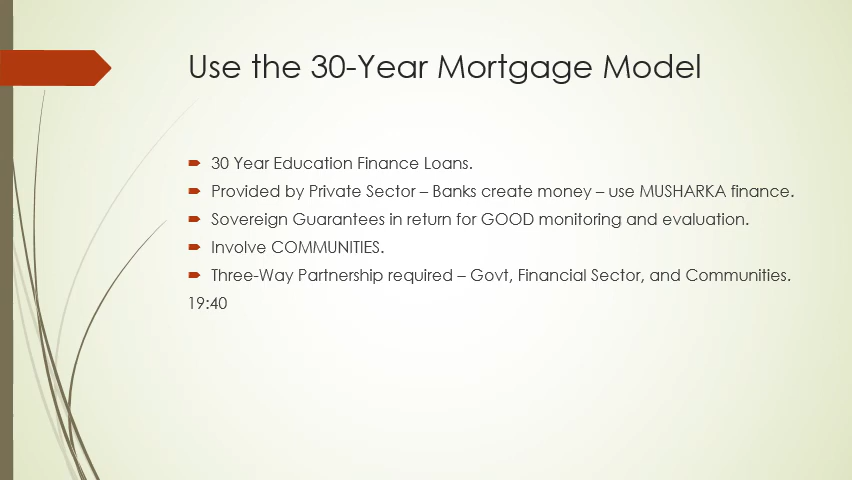 Use the 30-Year Mortgage Model
30 Year Education Finance Loans.
Provided by Private Sector – Banks create money – use MUSHARKA finance.
Sovereign Guarantees in return for GOOD monitoring and evaluation.
Involve COMMUNITIES.
Three-Way Partnership required – Govt, Financial Sector, and Communities.
19:40